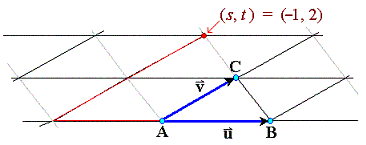 (s, t) = (-1, 2)
C
v⃗
A
u⃗
B